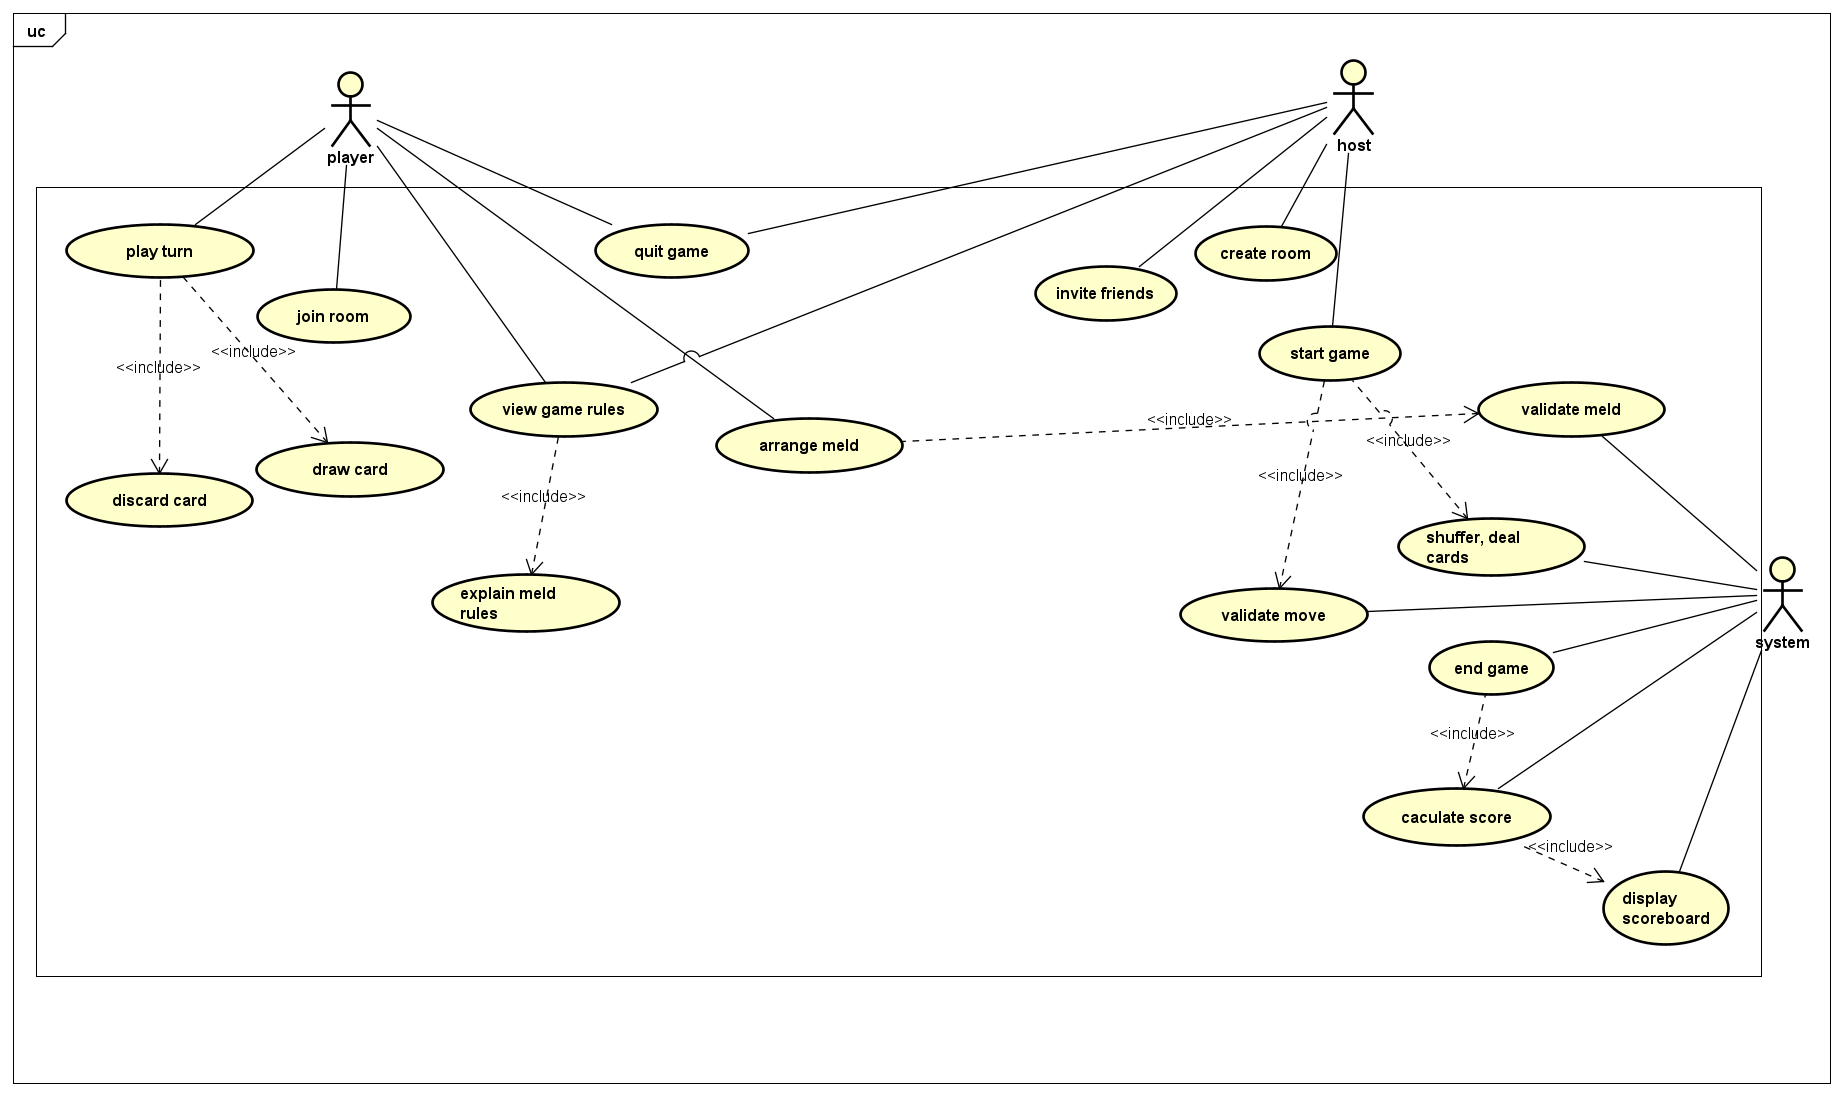 uc
player
host
play turn
quit game
create room
invite friends
join room
<<include>>
<<include>>
start game
view game rules
validate meld
<<include>>
arrange meld
<<include>>
draw card
<<include>>
discard card
<<include>>
shuffer, deal
cards
explain meld
rules
validate move
system
end game
<<include>>
caculate score
<<include>>
display
scoreboard